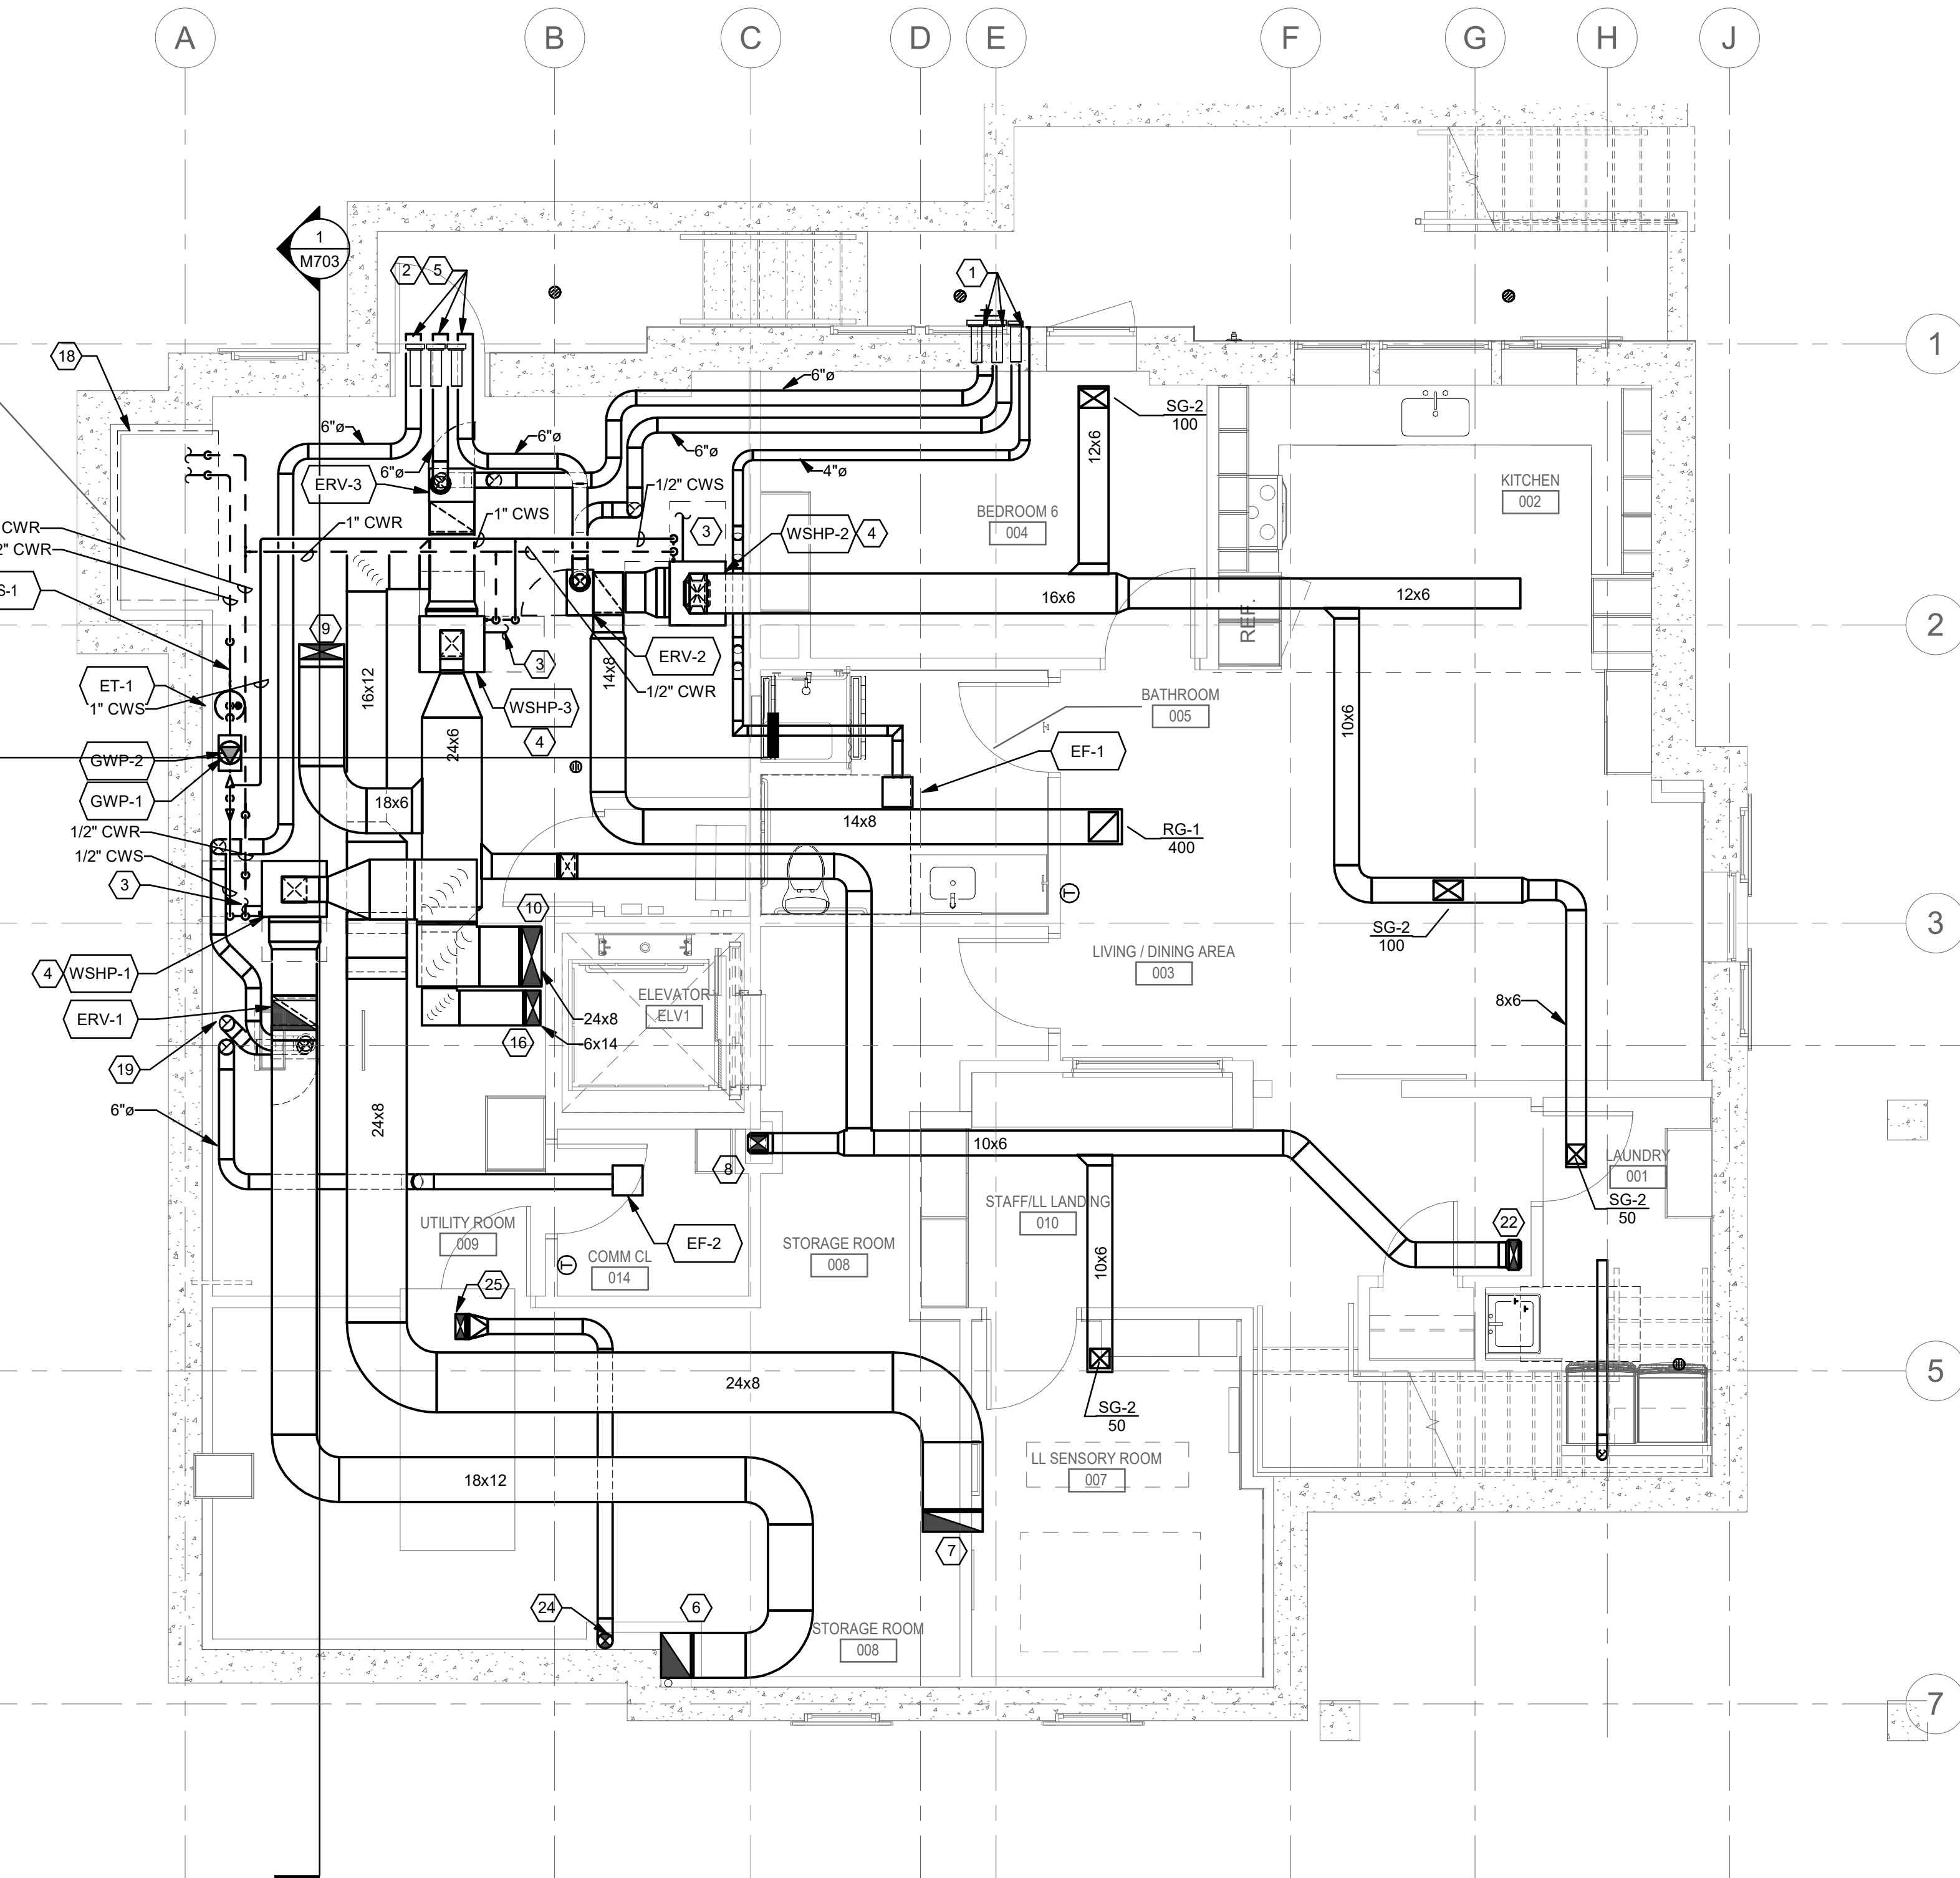 A B C D E F G H J
1
M703
2 5
1
1
18
6"ø
6"ø
6"ø
6"ø
6"ø
4"ø
SG-2
100
12x6
ERV-3
1/2" CWS
KITCHEN
002
BEDROOM 6
004
CWR
2" CWR
1" CWR
1" CWS
3
WSHP-2 4
S-1
16x6
12x6
REF.
2
9
ERV-2
3
1/2" CWR
16x12
14x8
ET-1
1" CWS
WSHP-3
4
24x6
BATHROOM
005
10x6
GWP-2
GWP-1
EF-1
18x6
14x8
RG-1
400
1/2" CWR
1/2" CWS
3
T
10
SG-2
100
3
4 WSHP-1
LIVING / DINING AREA
003
ELEVATOR
ELV1
8x6
ERV-1
24x8
16
6x14
19
6"ø
24x8
10x6
8
LAUNDRY
001
SG-2
50
STAFF/LL LANDING
010
UTILITY ROOM
009
EF-2
STORAGE ROOM
008
22
COMM CL
014
T
10x6
25
24x8
5
SG-2
50
18x12
LL SENSORY ROOM
007
7
24
6
STORAGE ROOM
008
7